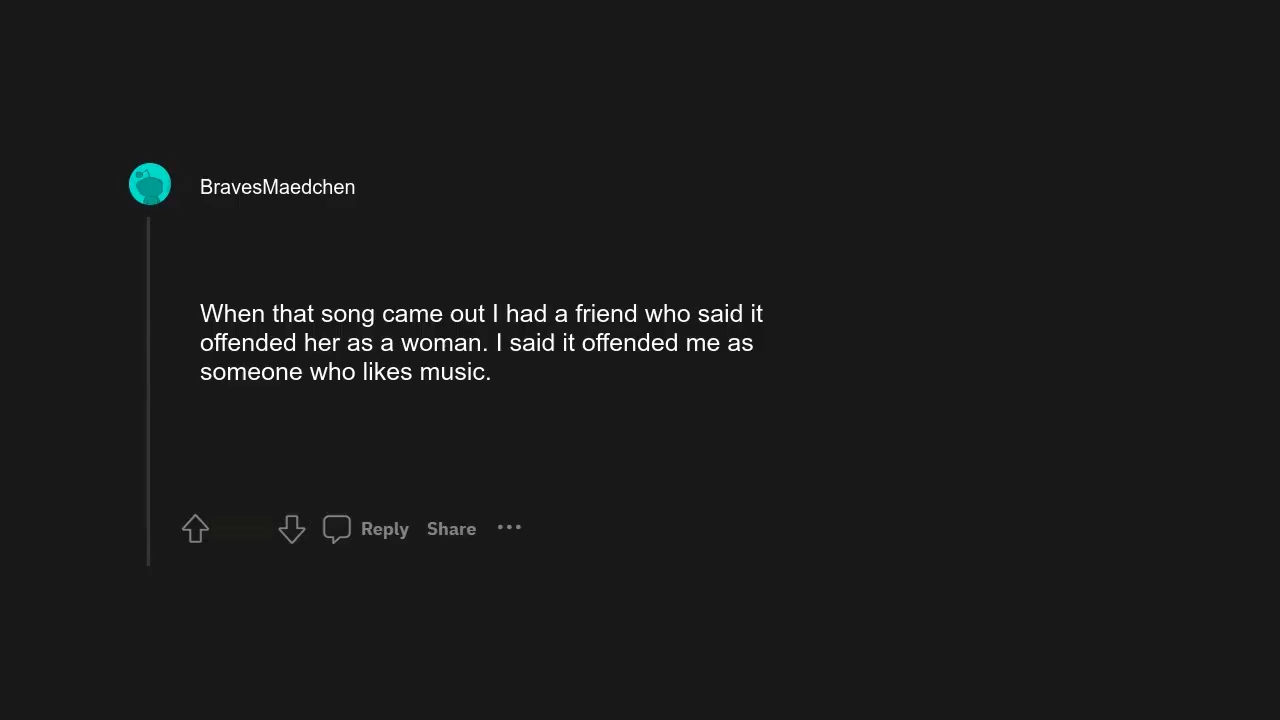 BravesMaedchen
When that song came out I had a friend who said it
offended her as a woman. I said it offended me as
someone who likes music.
Reply Share